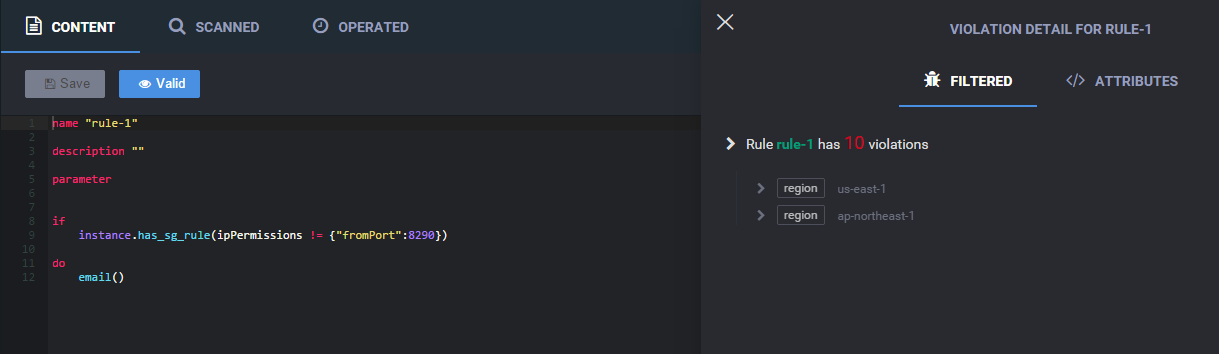 CONTENT
SCANNED
OPERATED
Save
Valid
1 name "rule-1"
2
3 description ""
4
5 parameter
6
7
8 if
9 instance.has_sg_rule(ipPermissions != {"fromPort":8290})
10
11 do
12 email()
VIOLATION DETAIL FOR RULE-1
FILTERED
</> ATTRIBUTES
Rule rule-1 has 10 violations
region us-east-1
region ap-northeast-1